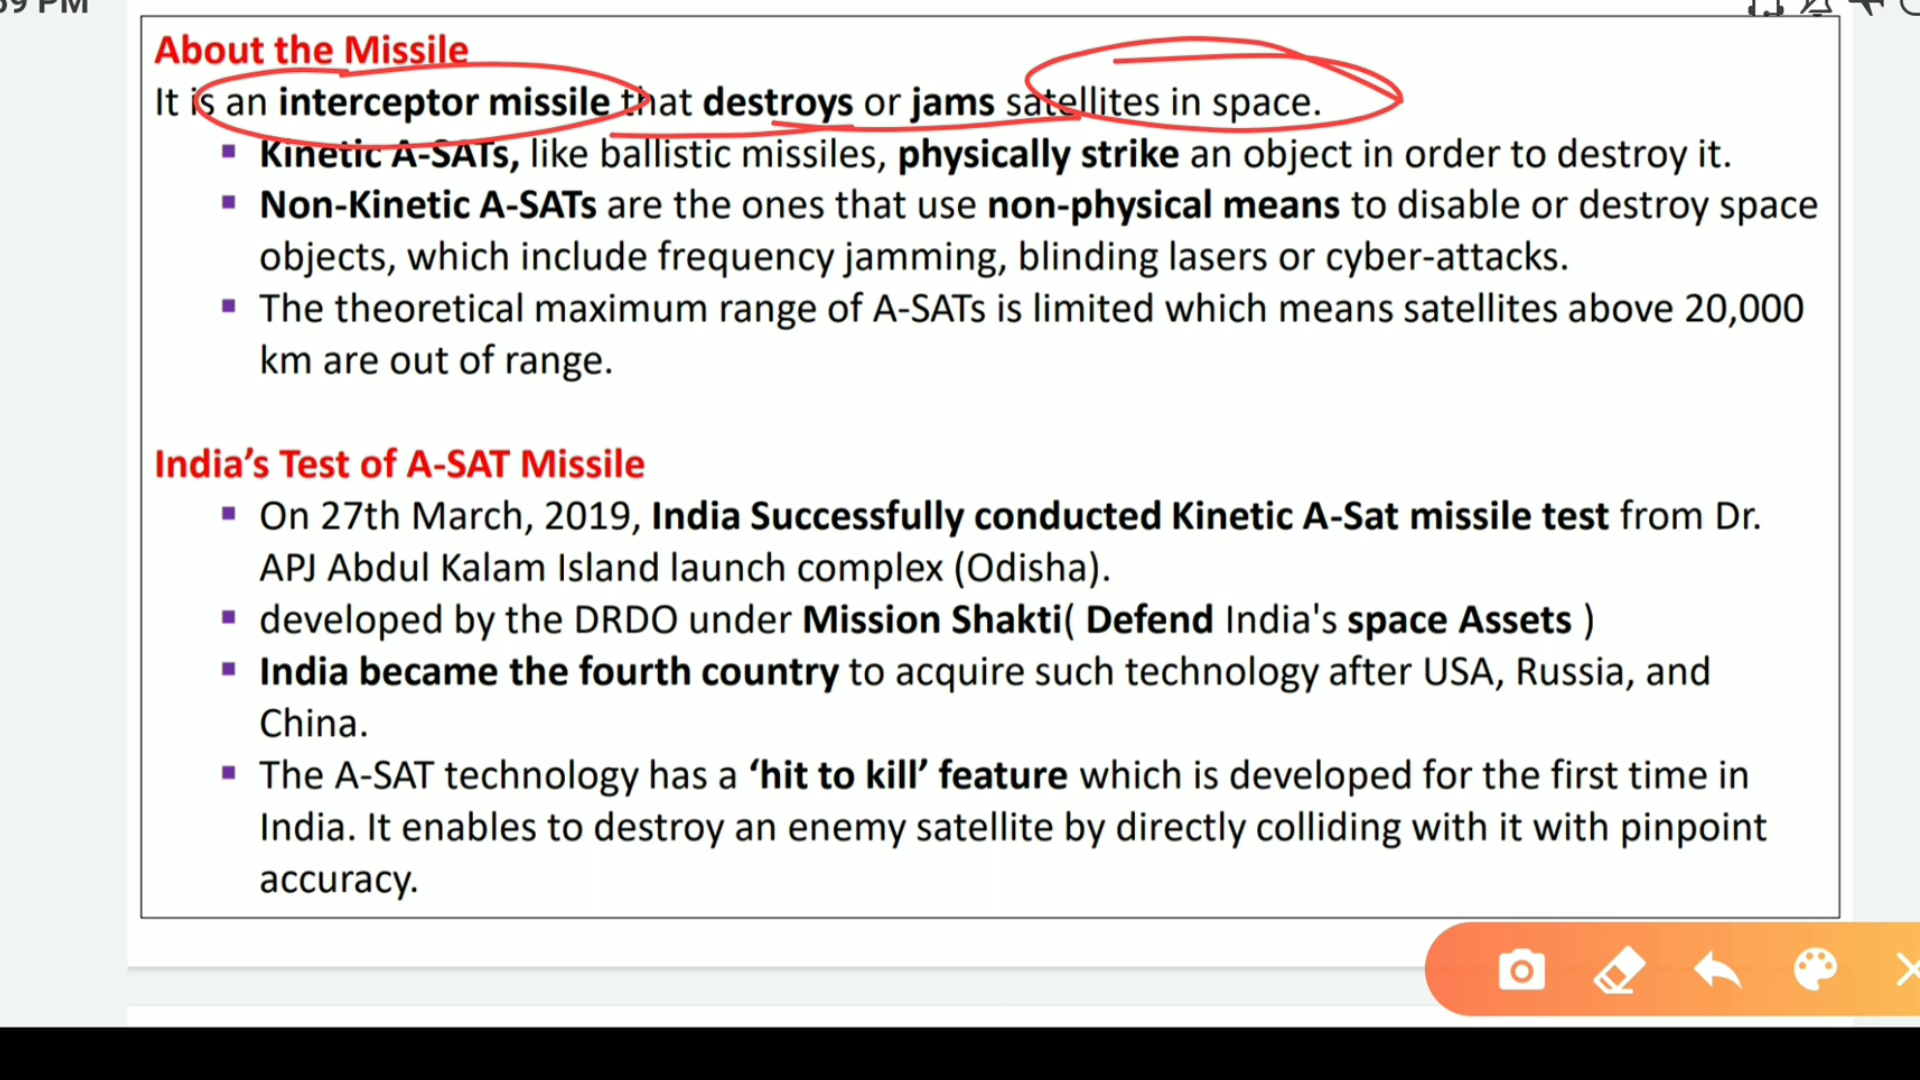 59 PM
About the Missile
It is an interceptor missile that destroys or jams satellites in space.
▪ Kinetic A-SATs, like ballistic missiles, physically strike an object in order to destroy it.
▪ Non-Kinetic A-SATs are the ones that use non-physical means to disable or destroy space
objects, which include frequency jamming, blinding lasers or cyber-attacks.
▪ The theoretical maximum range of A-SATs is limited which means satellites above 20,000
km are out of range.
India’s Test of A-SAT Missile
▪ On 27th March, 2019, India Successfully conducted Kinetic A-Sat missile test from Dr.
APJ Abdul Kalam Island launch complex (Odisha).
▪ developed by the DRDO under Mission Shakti( Defend India's space Assets )
▪ India became the fourth country to acquire such technology after USA, Russia, and
China.
▪ The A-SAT technology has a ‘hit to kill’ feature which is developed for the first time in
India. It enables to destroy an enemy satellite by directly colliding with it with pinpoint
accuracy.